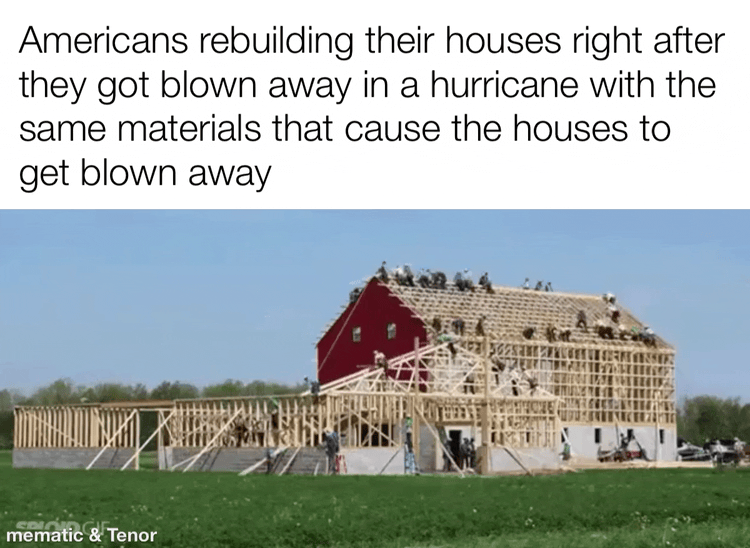 Americans rebuilding their houses right after
they got blown away in a hurricane with the
same materials that cause the houses to
get blown away
mematic & Tenor